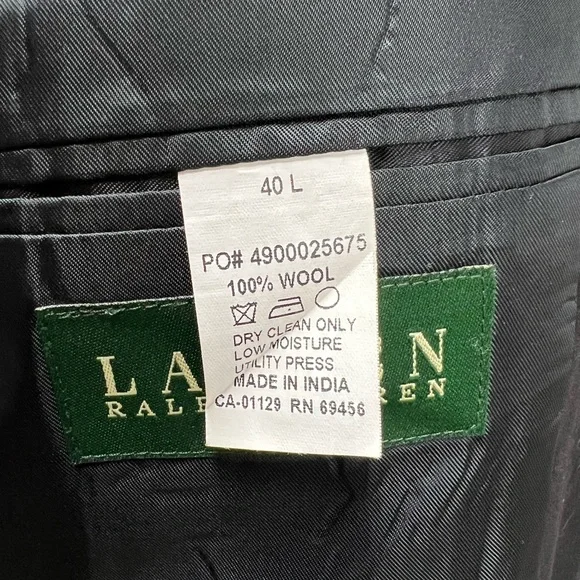 40 L
PO# 4900025675
100% WOOL
DRY CLEAN ONLY
LOW MOISTURE
UTILITY PRESS
MADE IN INDIA
CA-01129 RN 69456